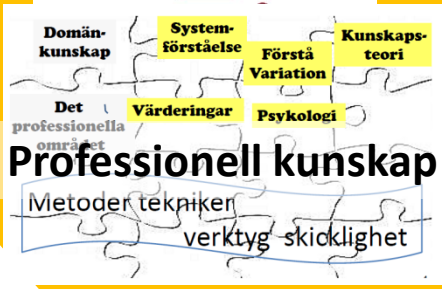 Domän-
kunskap
System-
förståelse
Förstå
Variation
Kunskaps-
teori
Det
professionella
området
Värderingar
Psykologi
Professionell kunskap
Metoder tekniker
verktyg skicklighet